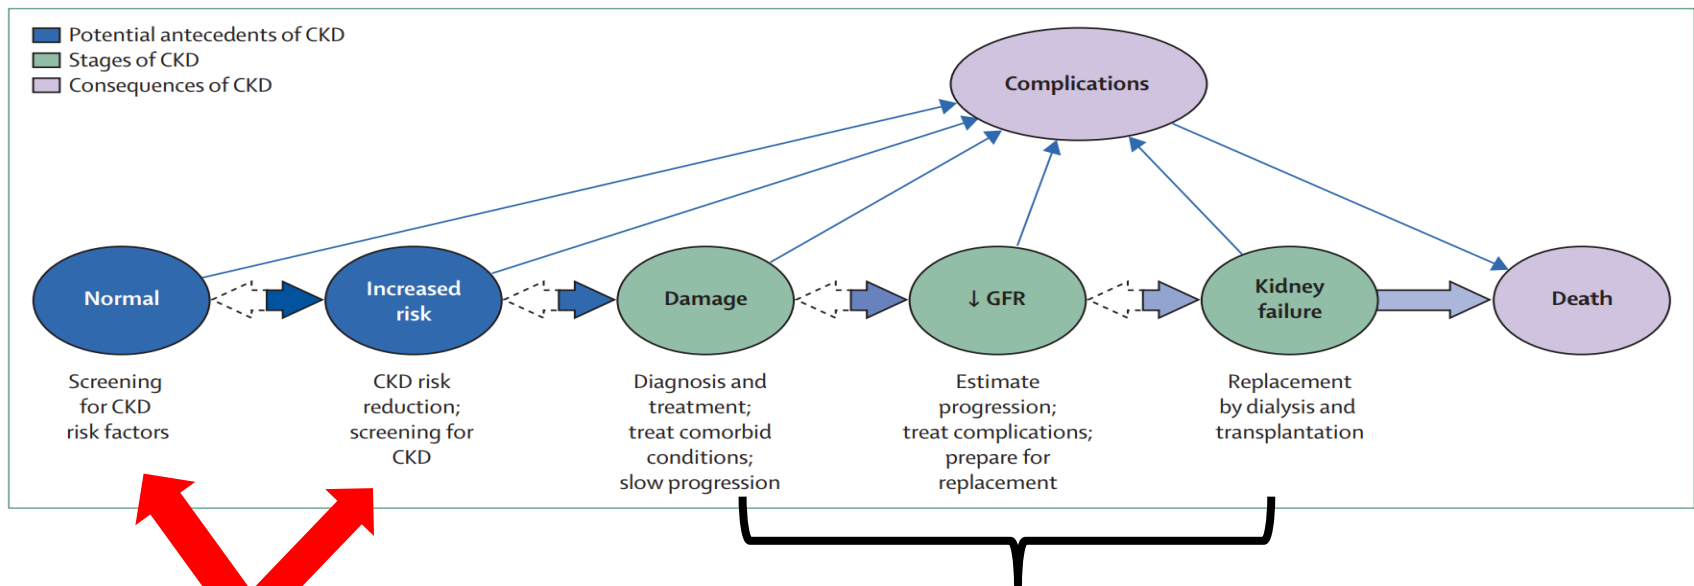 Potential antecedents of CKD
Stages of CKD
Consequences of CKD
Complications
Normal
Increased
risk
Damage
↓ GFR
Kidney
failure
Death
Screening
for CKD
risk factors
CKD risk
reduction;
screening for
CKD
Diagnosis and
treatment;
treat comorbid
conditions;
slow progression
Estimate
progression;
treat complications;
prepare for
replacement
Replacement
by dialysis and
transplantation